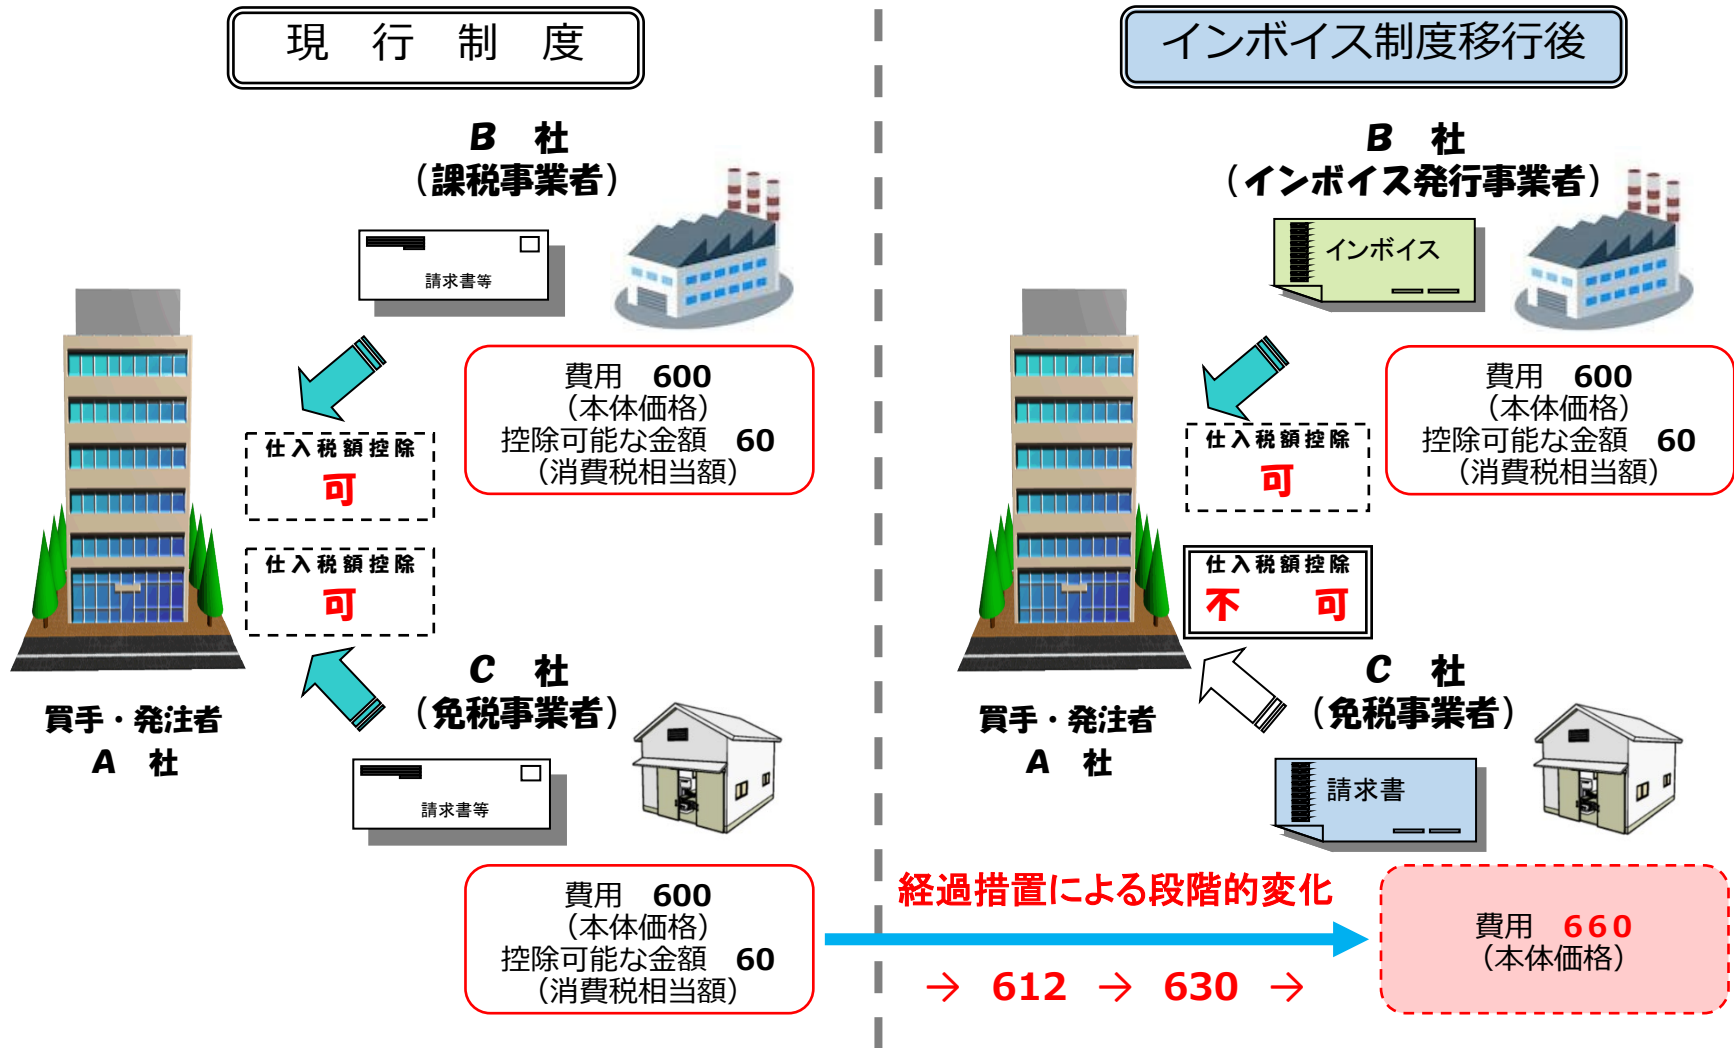 現 行 制 度
B 社
（課税事業者）
請求書等
費用 600
（本体価格）
控除可能な金額 60
（消費税相当額）
仕入税額控除
可
仕入税額控除
可
買手・発注者
A 社
C 社
（免税事業者）
請求書等
費用 600
（本体価格）
控除可能な金額 60
（消費税相当額）
インボイス制度移行後
B 社
（インボイス発行事業者）
インボイス
費用 600
（本体価格）
控除可能な金額 60
（消費税相当額）
仕入税額控除
可
仕入税額控除
不 可
買手・発注者
A 社
C 社
（免税事業者）
請求書
経過措置による段階的変化
→ 612 → 630 →
費用 660
（本体価格）